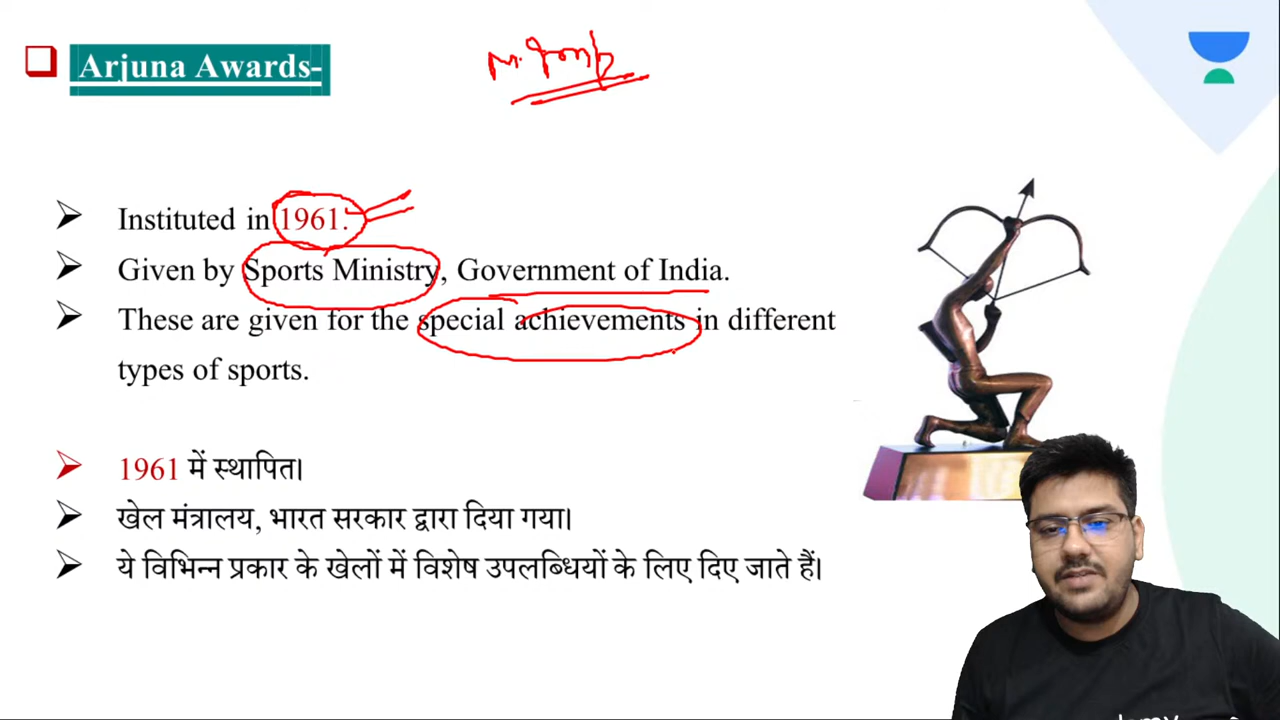 Arjuna Awards-
Instituted in 1961.
Given by Sports Ministry, Government of India.
These are given for the special achievements in different
types of sports.
1961 में स्थापित।
खेल मंत्रालय, भारत सरकार द्वारा दिया गया।
ये विभिन्न प्रकार के खेलों में विशेष उपलब्धियों के लिए दिए जाते हैं।